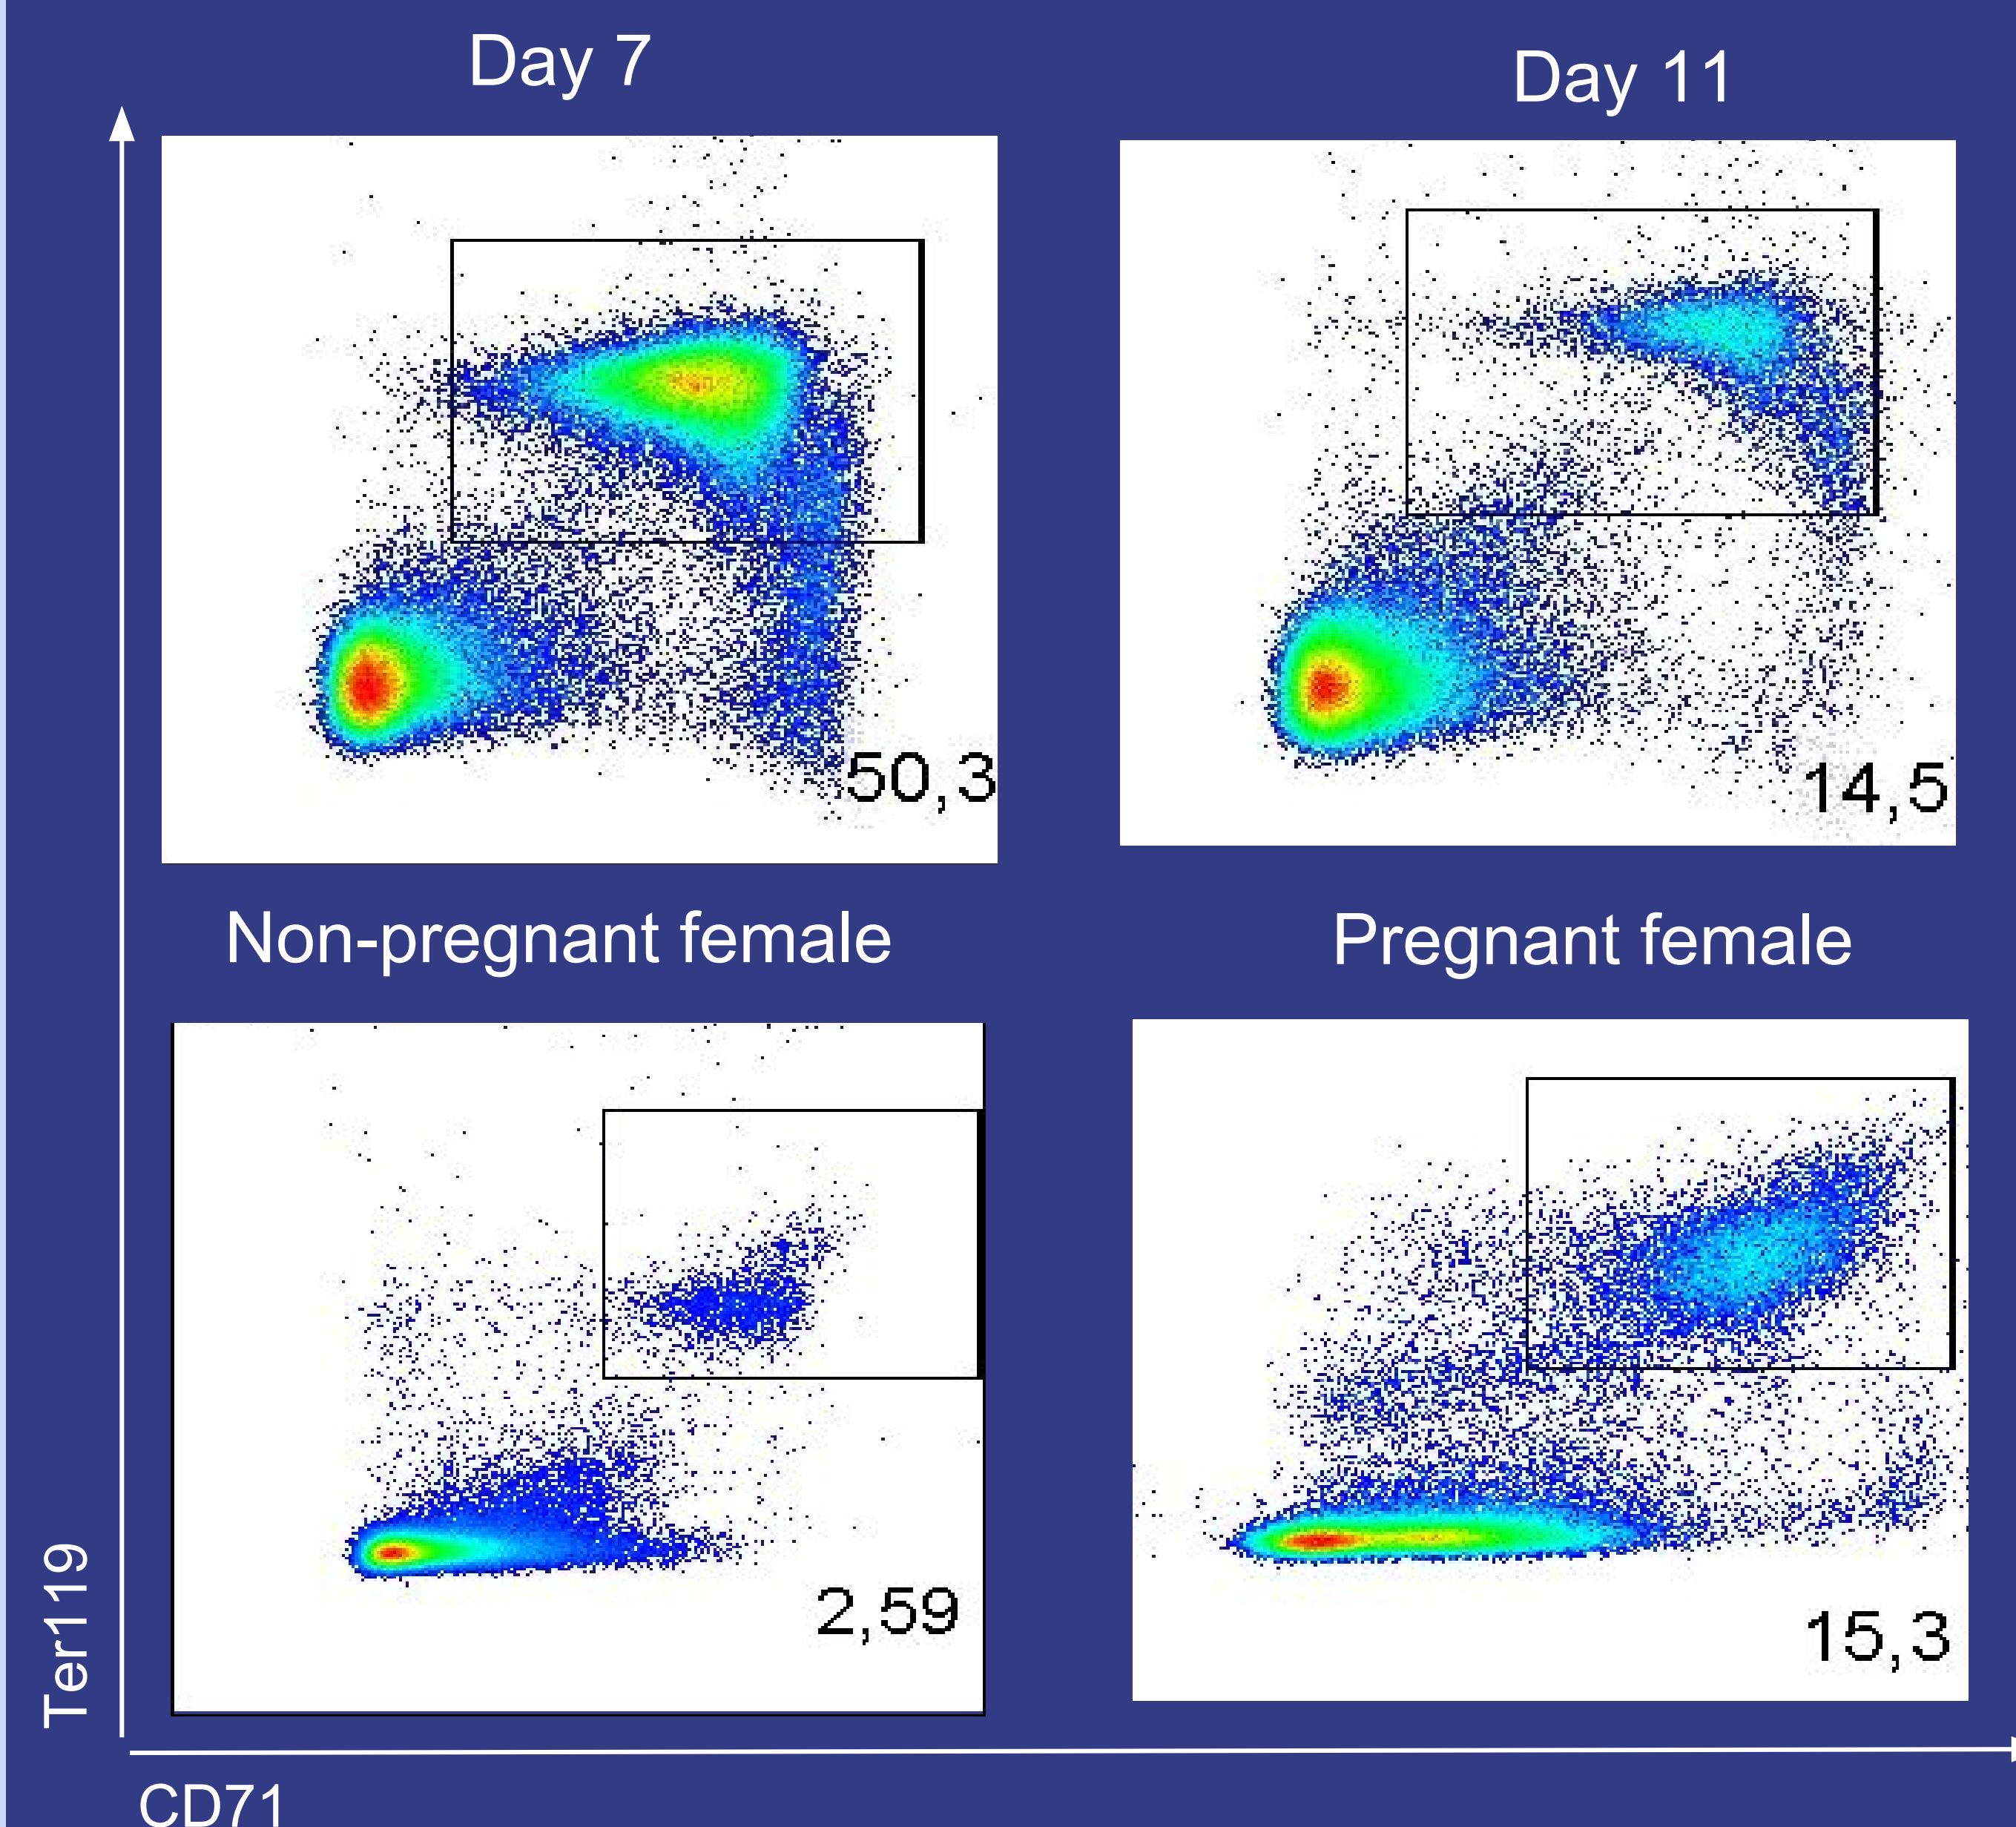 Day 7
Day 11
50,3
14,5
Non-pregnant female
Pregnant female
2,59
15,3
Ter119
CD71